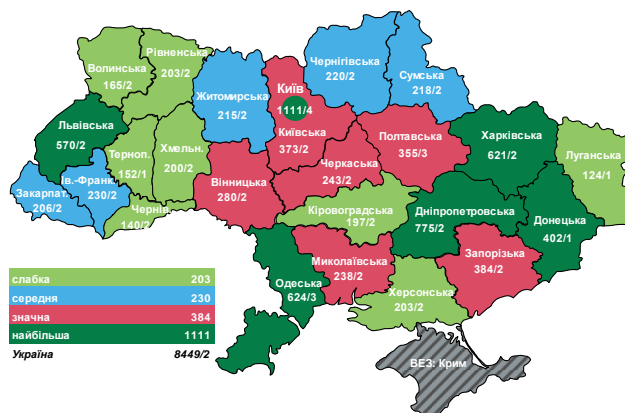 Волинська
165/2
Рівненська
203/2
Житомирська
215/2
Київ
1111/4
Київська
373/2
Чернігівська
220/2
Сумська
218/2
Львівська
570/2
Терноп.
152/1
Хмельн.
200/2
Закарпат.
206/2
Ів.-Франк.
230/2
Чернів.
140/2
Вінницька
280/2
Черкаська
243/2
Полтавська
355/3
Харківська
621/2
Луганська
124/1
Кіровоградська
197/2
Дніпропетровська
775/2
Донецька
402/1
Одеська
624/3
Миколаївська
238/2
Запорізька
384/2
Херсонська
203/2
ВЕЗ: Крим
слабка 203
середня 230
значна 384
найбільша 1111
Україна 8449/2